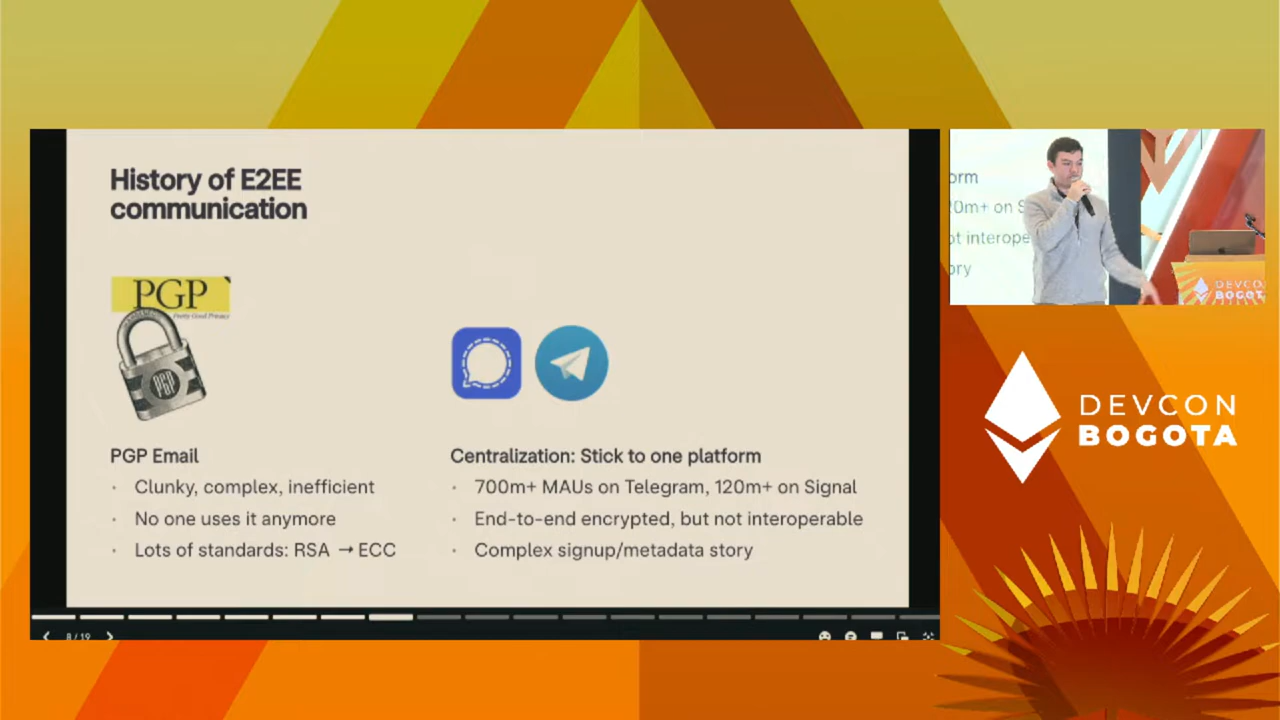 History of E2EE
communication
PGP
Pretty Good Privacy
PGP
PGP Email
· Clunky, complex, inefficient
· No one uses it anymore
· Lots of standards: RSA → ECC
Centralization: Stick to one platform
· 700m+ MAUs on Telegram, 120m+ on Signal
· End-to-end encrypted, but not interoperable
· Complex signup/metadata story
8 / 19
orm
20m+ on S
ot interope
ory
DEVCON
BOGOT
DEVCON
BOGOTA